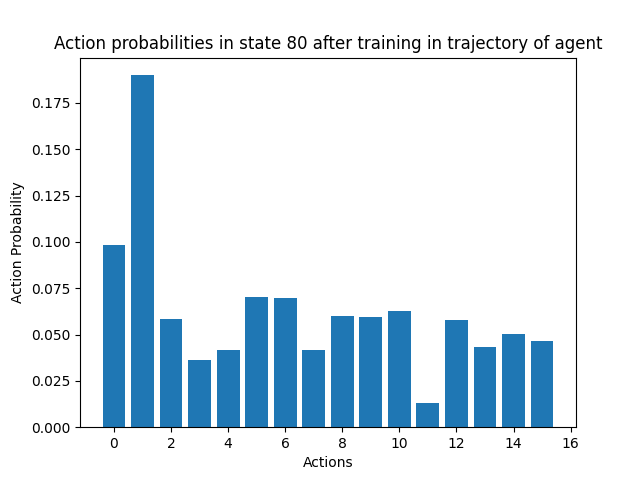 Action probabilities in state 80 after training in trajectory of agent
0.175
0.150
0.125
0.100
0.075
0.050
0.025
0.000
Action Probability
0 2 4 6 8 10 12 14 16
Actions